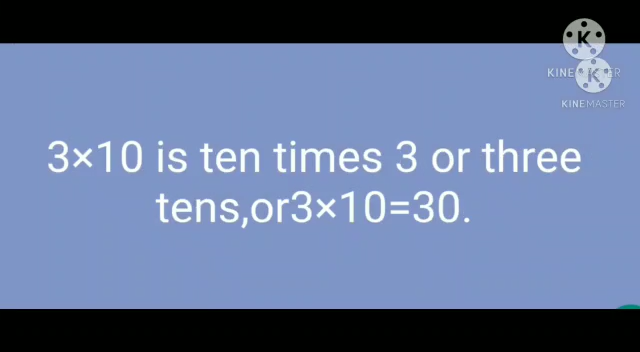 K
KINEMASTER
K
KINEMASTER
3×10 is ten times 3 or three
tens,or3×10=30.